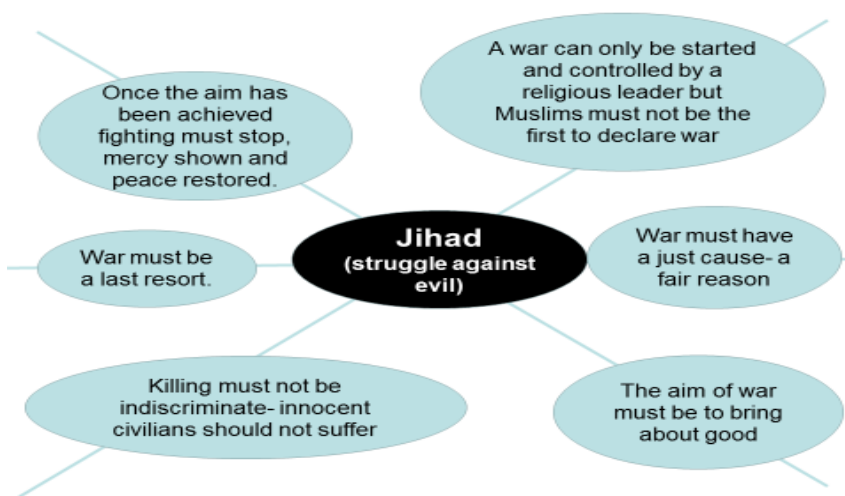 Once the aim has
been achieved
fighting must stop,
mercy shown and
peace restored.
A war can only be started
and controlled by a
religious leader but
Muslims must not be the
first to declare war
War must be
a last resort.
Jihad
(struggle against
evil)
War must have
a just cause- a
fair reason
Killing must not be
indiscriminate- innocent
civilians should not suffer
The aim of war
must be to bring
about good